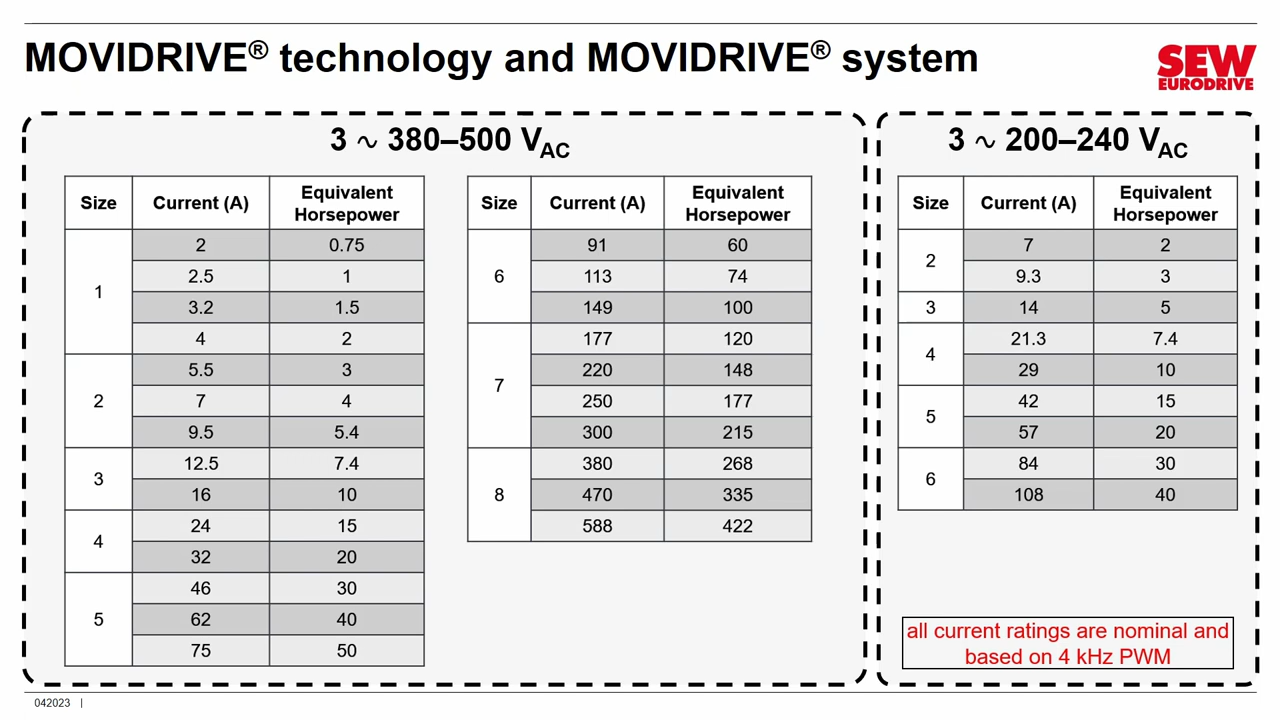 MOVIDRIVE® technology and MOVIDRIVE® system
SEW
EURODRIVE
3 ∿ 380–500 VAC
Size Current (A) Equivalent Horsepower
1 2 0.75
2.5 1
3.2 1.5
4 2
2 5.5 3
7 4
9.5 5.4
3 12.5 7.4
16 10
4 24 15
32 20
5 46 30
62 40
75 50
Size Current (A) Equivalent Horsepower
6 91 60
113 74
149 100
7 177 120
220 148
250 177
300 215
8 380 268
470 335
588 422
3 ∿ 200–240 VAC
Size Current (A) Equivalent Horsepower
2 7 2
9.3 3
3 14 5
4 21.3 7.4
29 10
5 42 15
57 20
6 84 30
108 40
all current ratings are nominal and
based on 4 kHz PWM
042023 |